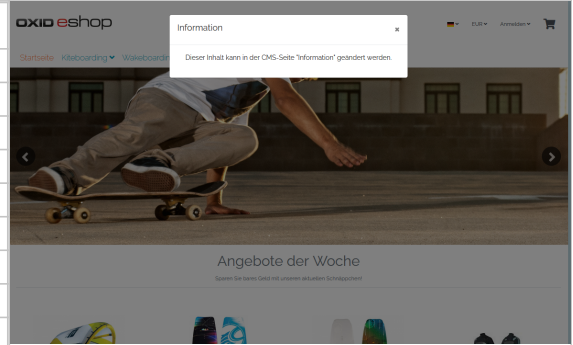 OXID eshop
EUR
Anmelden
Information
×
Dieser Inhalt kann in der CMS-Seite "Information" geändert werden.
Startseite Kiteboarding Wakeboarding
Angebote der Woche
Sparen Sie bares Geld mit unseren aktuellen Schnäppchen!